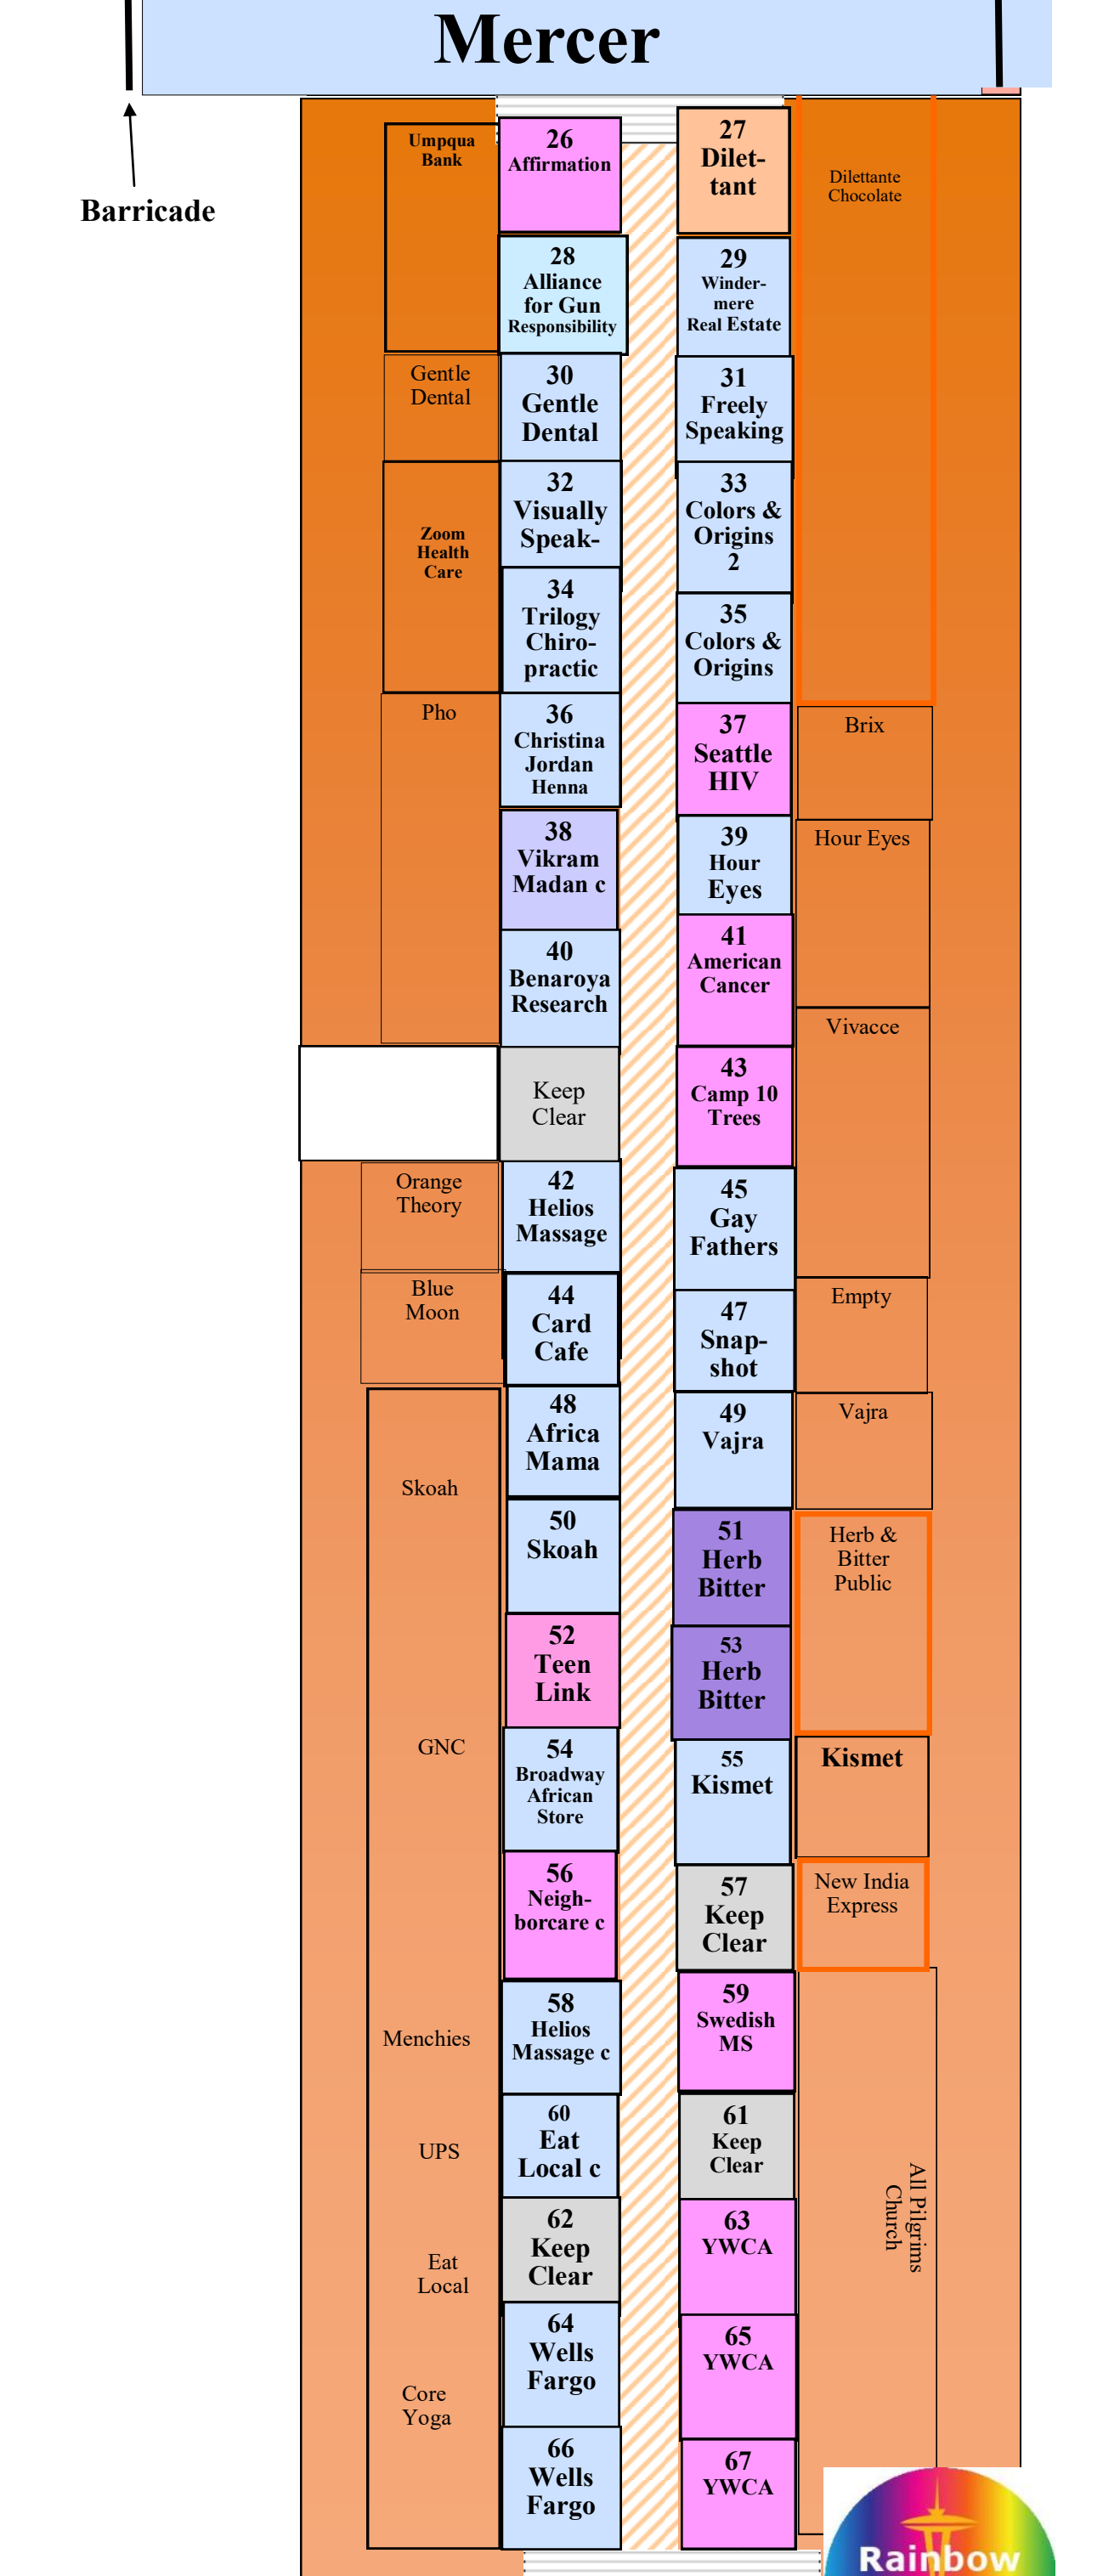 Mercer
Barricade
Umpqua
Bank
26
Affirmation
27
Dilet-
tant
Dilettante
Chocolate
28
Alliance
for Gun
Responsibility
29
Winder-
mere
Real Estate
Gentle
Dental
30
Gentle
Dental
31
Freely
Speaking
Zoom
Health
Care
32
Visually
Speak-
33
Colors &
Origins
2
34
Trilogy
Chiro-
practic
35
Colors &
Origins
Pho
36
Christina
Jordan
Henna
37
Seattle
HIV
Brix
38
Vikram
Madan c
39
Hour
Eyes
Hour Eyes
40
Benaroya
Research
41
American
Cancer
Vivacce
Keep
Clear
43
Camp 10
Trees
Orange
Theory
42
Helios
Massage
45
Gay
Fathers
Blue
Moon
44
Card
Cafe
47
Snap-
shot
Empty
48
Africa
Mama
49
Vajra
Vajra
Skoah
50
Skoah
51
Herb
Bitter
Herb &
Bitter
Public
52
Teen
Link
53
Herb
Bitter
GNC
54
Broadway
African
Store
55
Kismet
Kismet
56
Neigh-
borcare c
57
Keep
Clear
New India
Express
Menchies
58
Helios
Massage c
59
Swedish
MS
UPS
60
Eat
Local c
61
Keep
Clear
All Pilgrims
Church
Eat
Local
62
Keep
Clear
63
YWCA
Core
Yoga
64
Wells
Fargo
65
YWCA
66
Wells
Fargo
67
YWCA
Rainbow